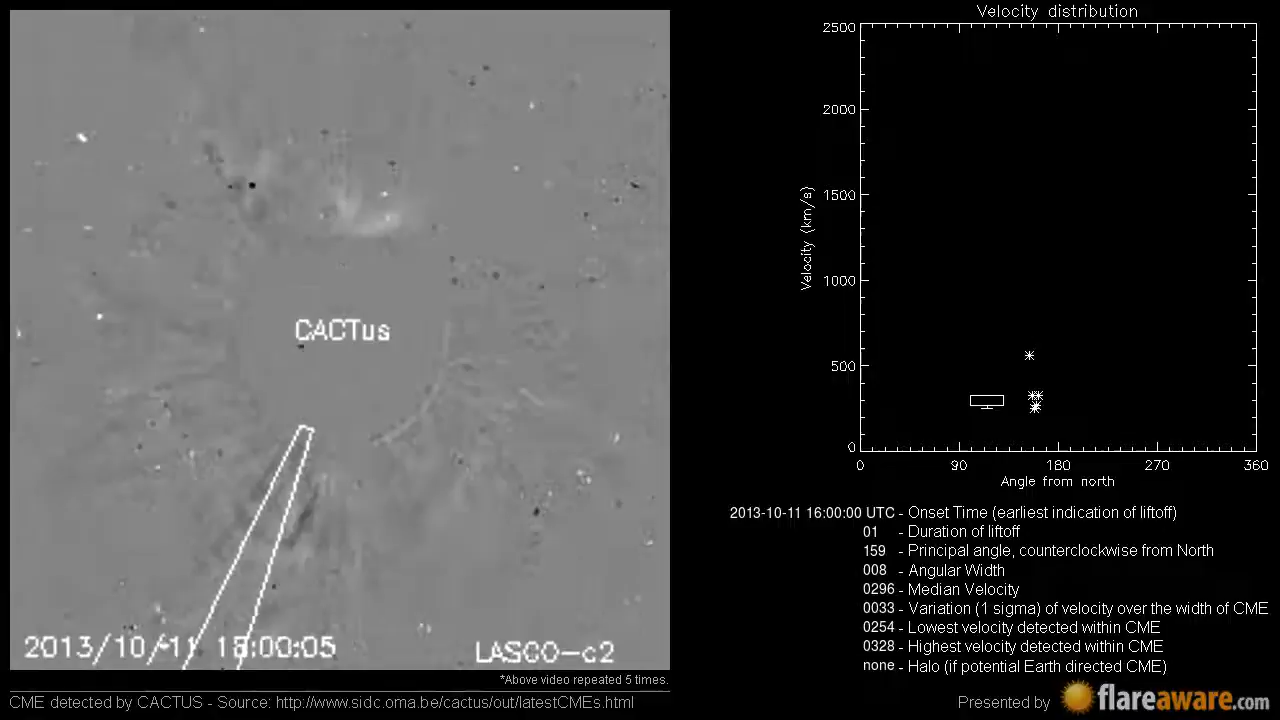 CACTus
2013/10/11 18:00:05
LASCO-c2
*Above video repeated 5 times.
CME detected by CACTUS - Source: http://www.sidc.oma.be/cactus/out/latestCMEs.html
Velocity distribution
2500
2000
1500
1000
500
0
Velocity (km/s)
0 90 180 270 360
Angle from north
2013-10-11 16:00:00 UTC - Onset Time (earliest indication of liftoff)
01 - Duration of liftoff
159 - Principal angle, counterclockwise from North
008 - Angular Width
0296 - Median Velocity
0033 - Variation (1 sigma) of velocity over the width of CME
0254 - Lowest velocity detected within CME
0328 - Highest velocity detected within CME
none - Halo (if potential Earth directed CME)
Presented by flareaware.com